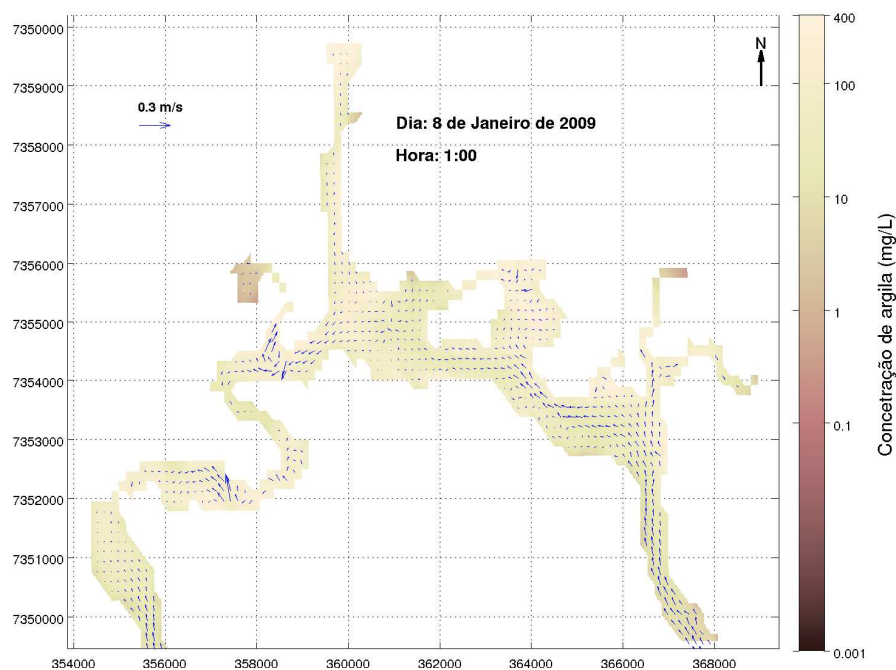 7350000
7359000
7358000
7357000
7356000
7355000
7354000
7353000
7352000
7351000
7350000
354000 356000 358000 360000 362000 364000 366000 368000
0.3 m/s
Dia: 8 de Janeiro de 2009
Hora: 1:00
N
400
100
10
1
0.1
0.001
Concetração de argila (mg/L)